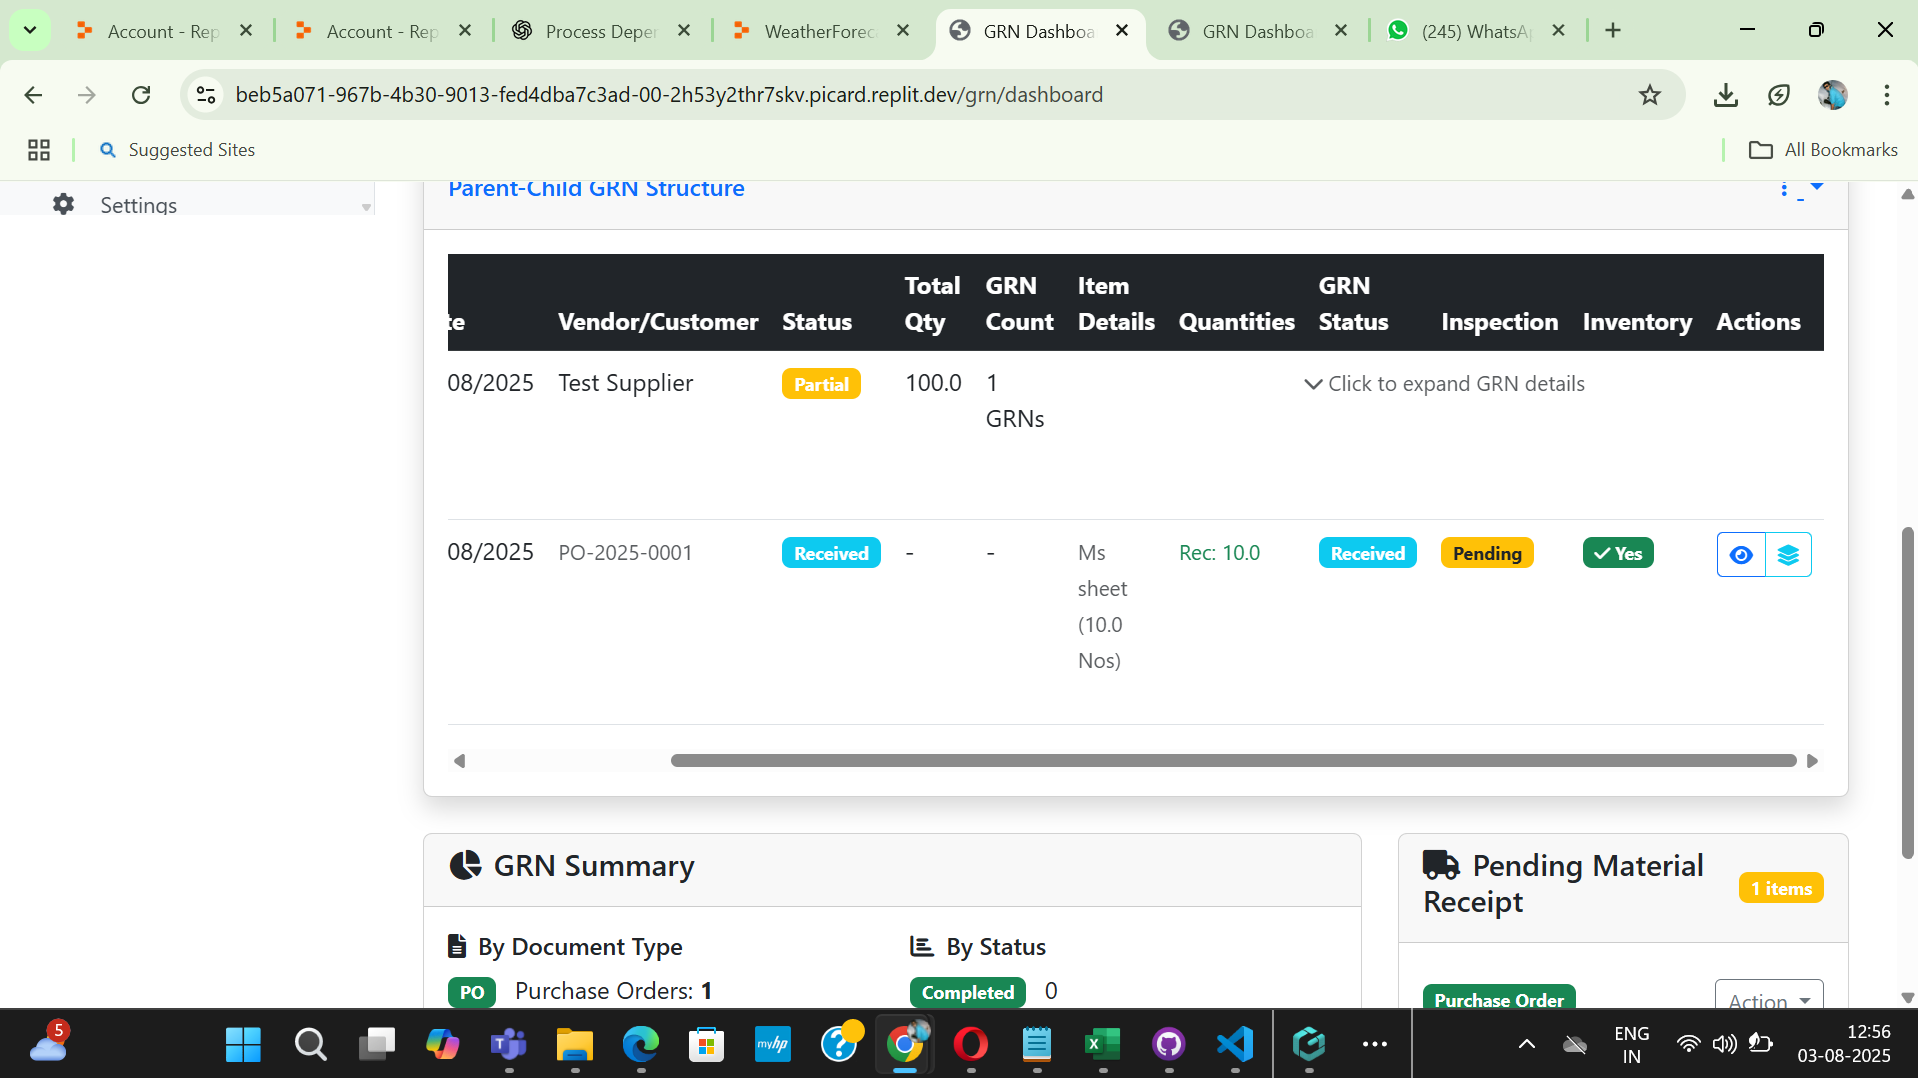 Account - Rep
Account - Rep
Process Deper
WeatherForec
GRN Dashboa
GRN Dashboa
(245) WhatsA
beb5a071-967b-4b30-9013-fed4dba7c3ad-00-2h53y2thr7skv.picard.replit.dev/grn/dashboard
Suggested Sites
All Bookmarks
Settings
Parent-Child GRN Structure
te Vendor/Customer Status Total Qty GRN Count Item Details Quantities GRN Status Inspection Inventory Actions
08/2025 Test Supplier Partial 100.0 1 GRNs Click to expand GRN details
08/2025 PO-2025-0001 Received - - Ms sheet (10.0 Nos) Rec: 10.0 Received Pending Yes
GRN Summary
By Document Type
PO Purchase Orders: 1
By Status
Completed 0
Pending Material Receipt
1 items
Purchase Order
Action
5
myhp
ENG
IN
12:56
03-08-2025